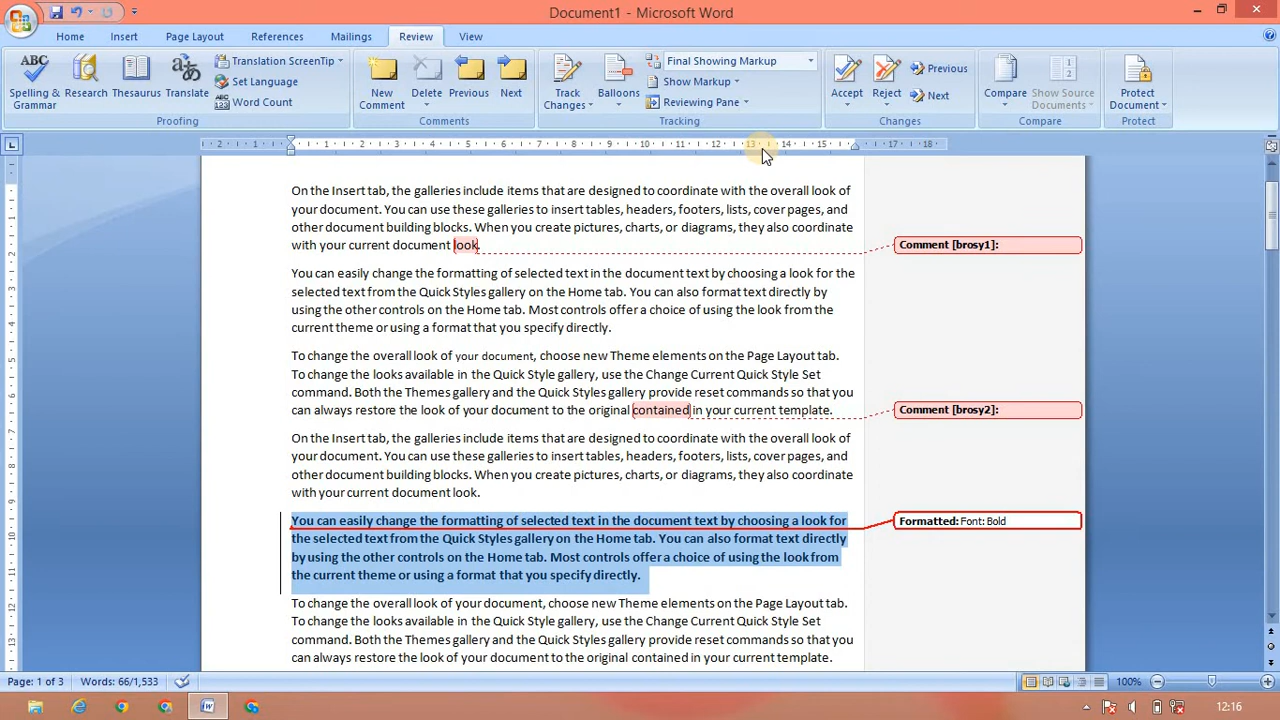 Document1 - Microsoft Word
Home Insert Page Layout References Mailings Review View
ABC Spelling & Grammar
Research
Thesaurus
Translate
Translation ScreenTip
Set Language
ABC 123 Word Count
Proofing
New Comment
Delete
Previous
Next
Comments
Track Changes
Balloons
Final Showing Markup
Show Markup
Reviewing Pane
Tracking
Accept
Reject
Previous
Next
Changes
Compare
Show Source Documents
Compare
Protect Document
Protect
2 1 1 2 3 4 5 6 7 8 9 10 11 12 13 14 15 17 18
On the Insert tab, the galleries include items that are designed to coordinate with the overall look of
your document. You can use these galleries to insert tables, headers, footers, lists, cover pages, and
other document building blocks. When you create pictures, charts, or diagrams, they also coordinate
with your current document look.
Comment [brosy1]:
You can easily change the formatting of selected text in the document text by choosing a look for the
selected text from the Quick Styles gallery on the Home tab. You can also format text directly by
using the other controls on the Home tab. Most controls offer a choice of using the look from the
current theme or using a format that you specify directly.
To change the overall look of your document, choose new Theme elements on the Page Layout tab.
To change the looks available in the Quick Style gallery, use the Change Current Quick Style Set
command. Both the Themes gallery and the Quick Styles gallery provide reset commands so that you
can always restore the look of your document to the original contained in your current template.
Comment [brosy2]:
On the Insert tab, the galleries include items that are designed to coordinate with the overall look of
your document. You can use these galleries to insert tables, headers, footers, lists, cover pages, and
other document building blocks. When you create pictures, charts, or diagrams, they also coordinate
with your current document look.
You can easily change the formatting of selected text in the document text by choosing a look for
Formatted: Font: Bold
the selected text from the Quick Styles gallery on the Home tab. You can also format text directly
by using the other controls on the Home tab. Most controls offer a choice of using the look from
the current theme or using a format that you specify directly.
To change the overall look of your document, choose new Theme elements on the Page Layout tab.
To change the looks available in the Quick Style gallery, use the Change Current Quick Style Set
command. Both the Themes gallery and the Quick Styles gallery provide reset commands so that you
can always restore the look of your document to the original contained in your current template.
Page: 1 of 3 Words: 66/1,533 100%
12:16